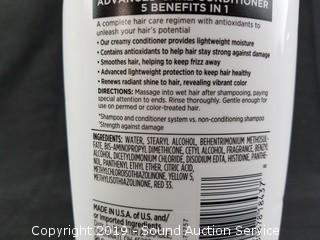 ADVANCED CONDITIONER
5 BENEFITS IN 1
A complete hair care regimen with antioxidants to
unleash your hair's potential
• Our creamy conditioner provides lightweight moisture
• Contains antioxidants to help hair stay strong against damage
• Smoothes hair, helping to keep frizz away
• Advanced lightweight protection to keep hair healthy
• Renews radiant shine, revealing vibrant color
DIRECTIONS: Massage into wet hair after shampooing, paying
special attention to ends. Rinse thoroughly. Gentle enough for
use on permed or color-treated hair.
*Shampoo and conditioner system vs. non-conditioning shampoo
*Strength against damage
INGREDIENTS: WATER, STEARYL ALCOHOL, BEHENTRIMONIUM METHOSUL-
FATE, BIS-AMINOPROPYL DIMETHICONE, CETYL ALCOHOL, FRAGRANCE, BENZYL
ALCOHOL, DICETYLDIMONIUM CHLORIDE, DISODIUM EDTA, HISTIDINE, PANTHE-
NOL, PANTHENYL ETHYL ETHER, CITRIC ACID,
METHYLCHLOROISOTHIAZOLINONE, YELLOW 5,
METHYLISOTHIAZOLINONE, RED 33.
MADE IN U.S.A. of U.S. and/
or imported ingredients
Copyright 2019 - AuctionNinja.com